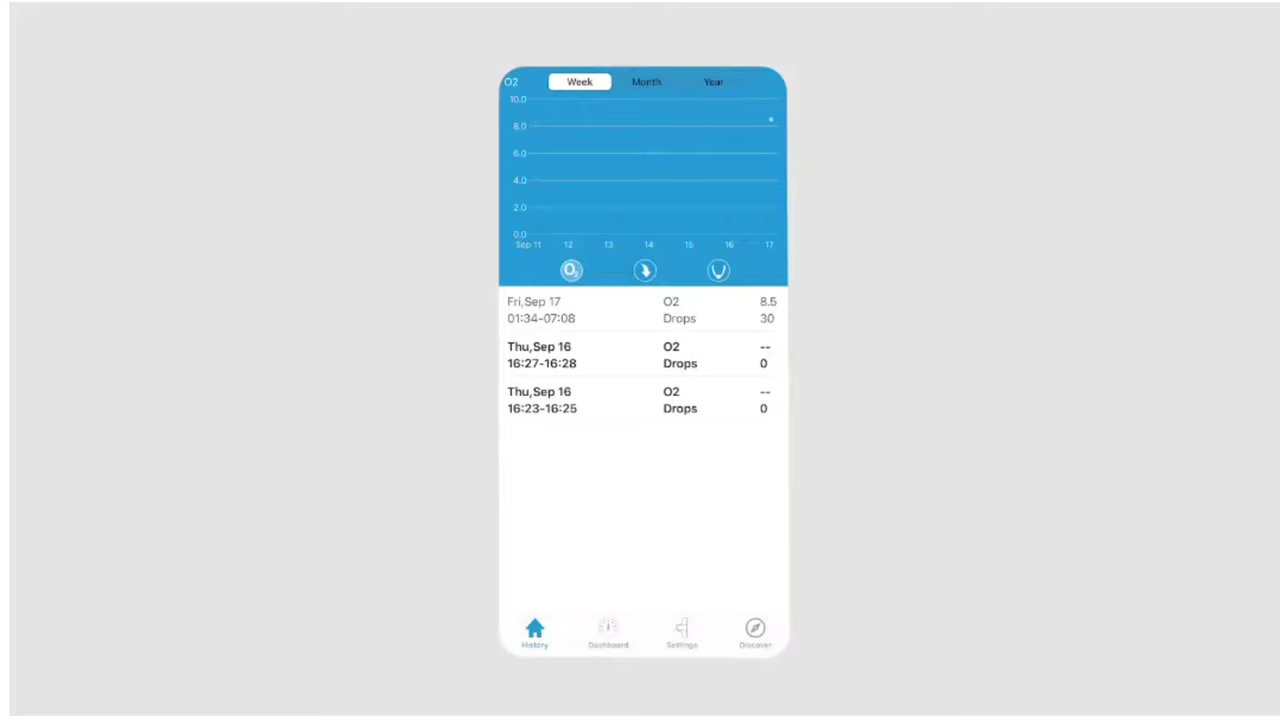 O2 Week Month Year
10.0
8.0
6.0
4.0
2.0
0.0
Sep 11 12 13 14 15 16 17
O2
Fri,Sep 17 O2 8.5
01:34-07:08 Drops 30
Thu,Sep 16 O2 --
16:27-16:28 Drops 0
Thu,Sep 16 O2 --
16:23-16:25 Drops 0
History Dashboard Settings Discover